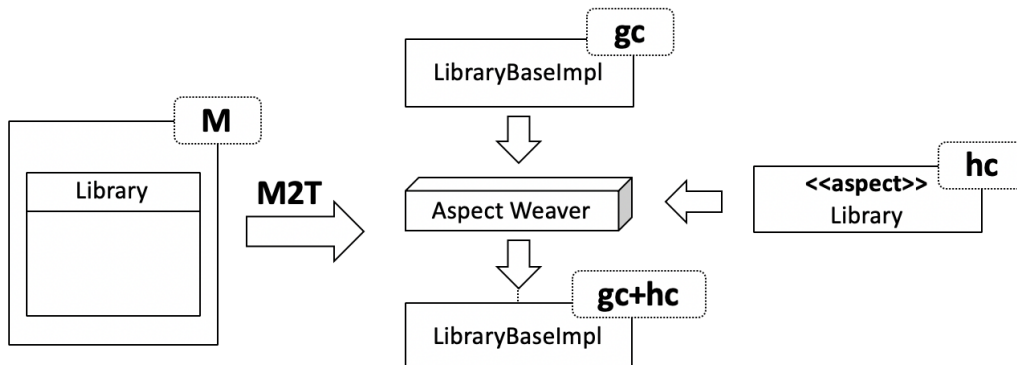 gc
LibraryBaseImpl
M
Library
M2T
Aspect Weaver
hc
<<aspect>>
Library
gc+hc
LibraryBaseImpl